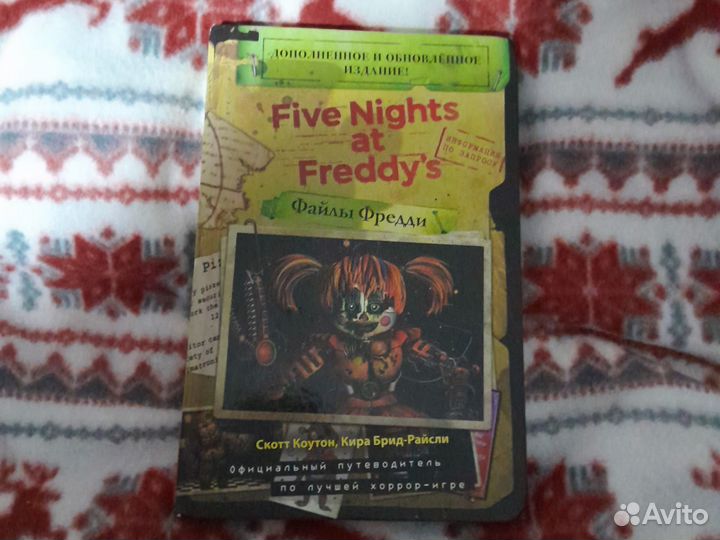 ДОПОЛНЕННОЕ И ОБНОВЛЁННОЕ
ИЗДАНИЕ!
Five Nights
at
Freddy's
ИНФОРМАЦИЯ
ПО ЗАПРОСУ
Файлы Фредди
Скотт Коутон, Кира Брид-Райсли
Официальный путеводитель
по лучшей хоррор-игре
Avito